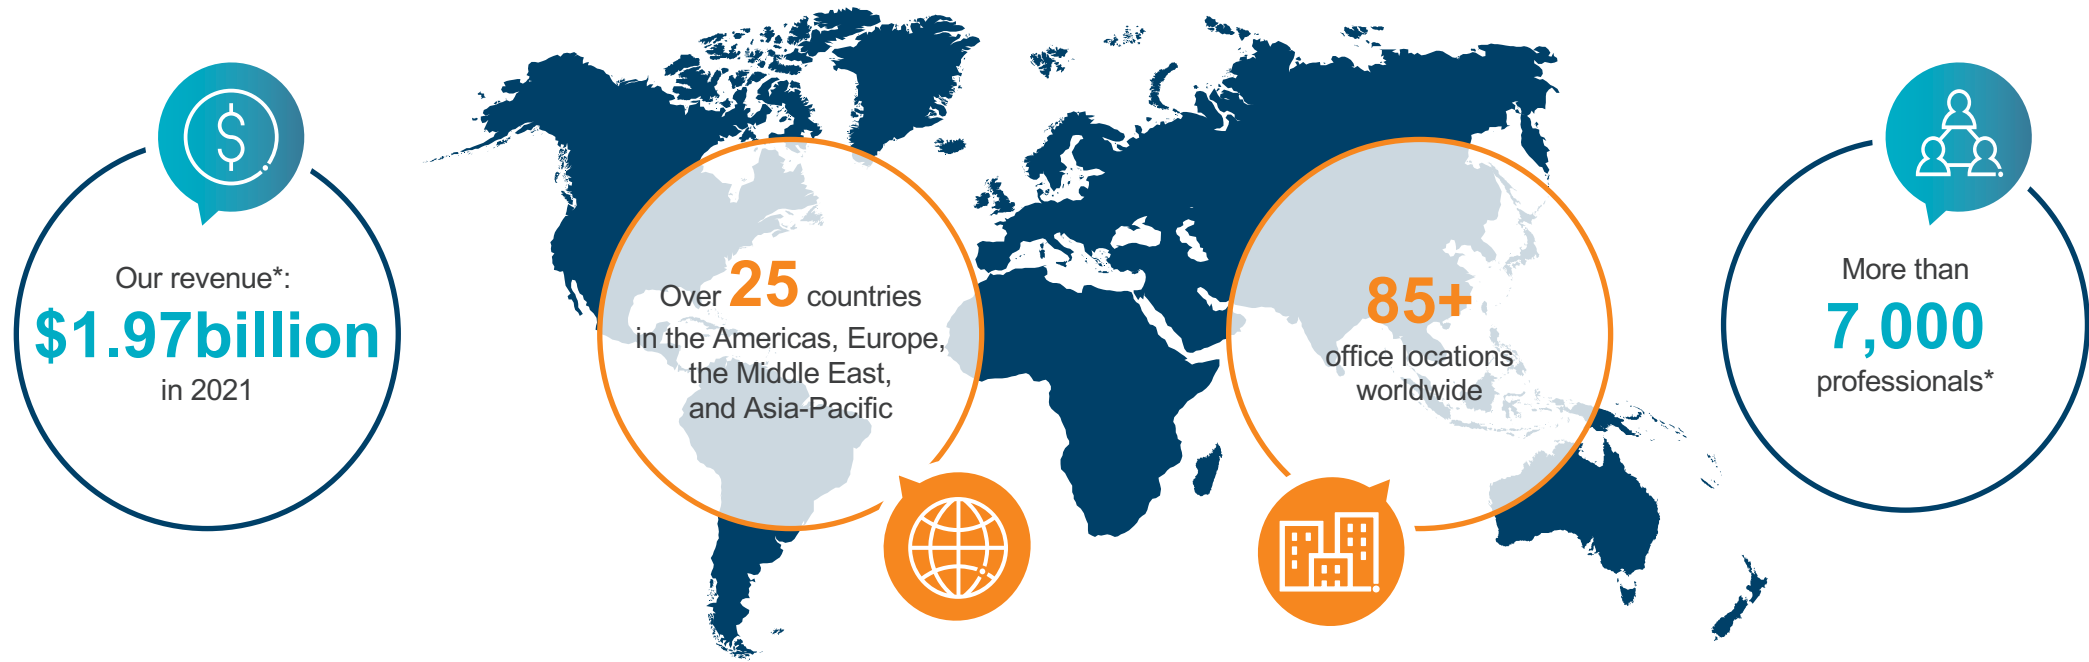 Our revenue*:
$1.97billion
in 2021
Over 25 countries
in the Americas, Europe,
the Middle East,
and Asia-Pacific
85+
office locations
worldwide
More than
7,000
professionals*